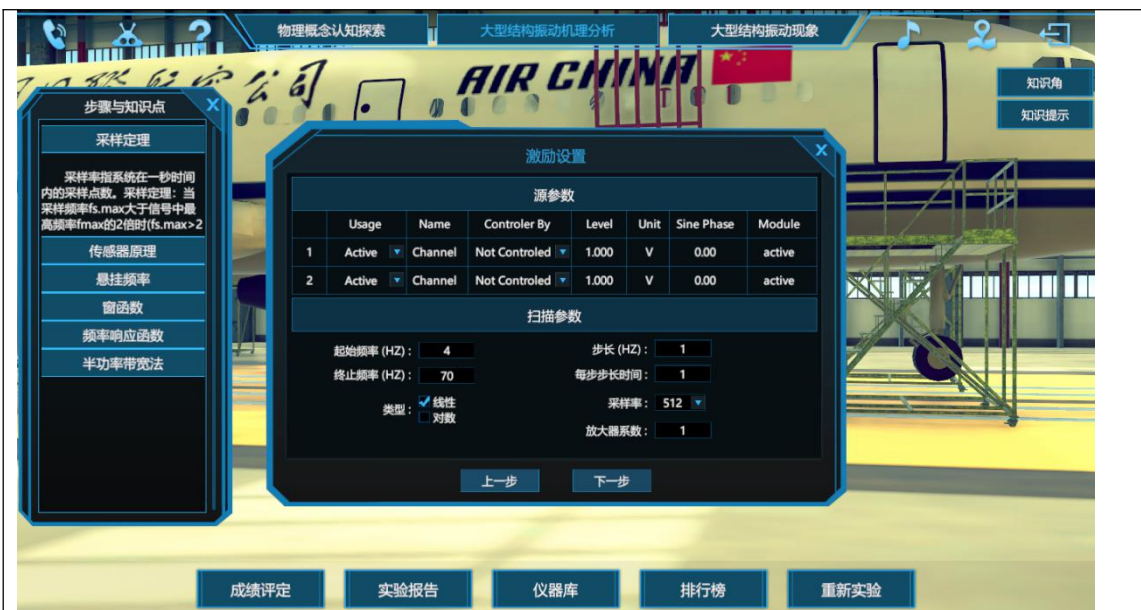 物理概念认知探索
大型结构振动机理分析
大型结构振动现象
AIR CHINA
知识角
知识提示
步骤与知识点
X
采样定理
采样率指系统在一秒时间
内的采样点数。采样定理：当
采样频率fs.max大于信号中最
高频率fmax的2倍时(fs.max>2
传感器原理
悬挂频率
窗函数
频率响应函数
半功率带宽法
激励设置
X
源参数
Usage Name Controler By Level Unit Sine Phase Module
1 Active Channel Not Controled 1.000 V 0.00 active
2 Active Channel Not Controled 1.000 V 0.00 active
扫描参数
起始频率 (HZ)： 4 步长 (HZ)： 1
终止频率 (HZ)： 70 每步步长时间： 1
类型： 线性
对数
采样率： 512
放大器系数： 1
上一步 下一步
成绩评定 实验报告 仪器库 排行榜 重新实验